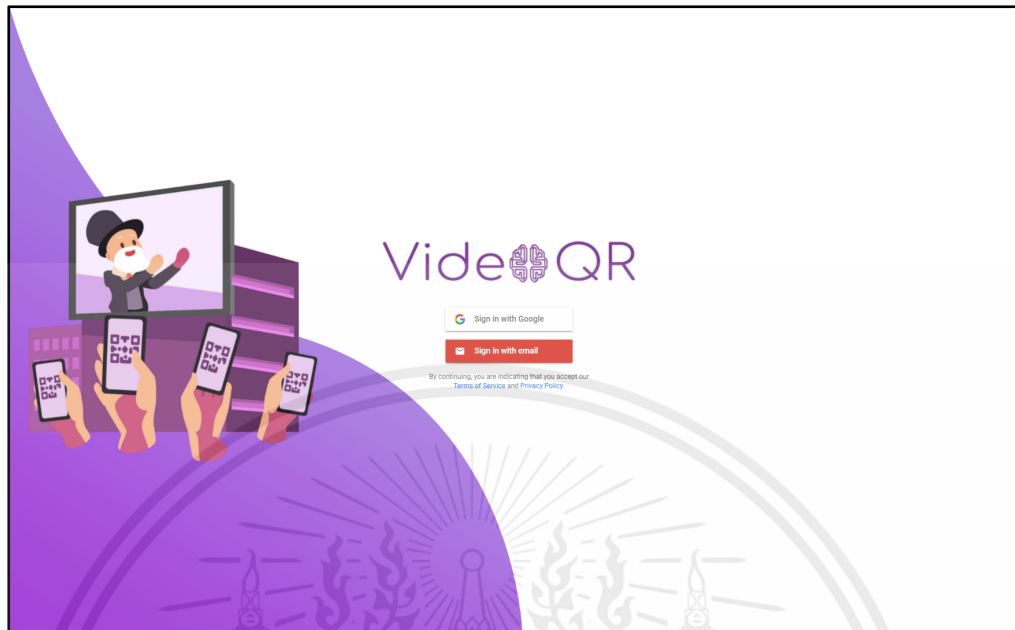 VideoQR
Sign in with Google
Sign in with email
By continuing, you are indicating that you accept our
Terms of Service and Privacy Policy.